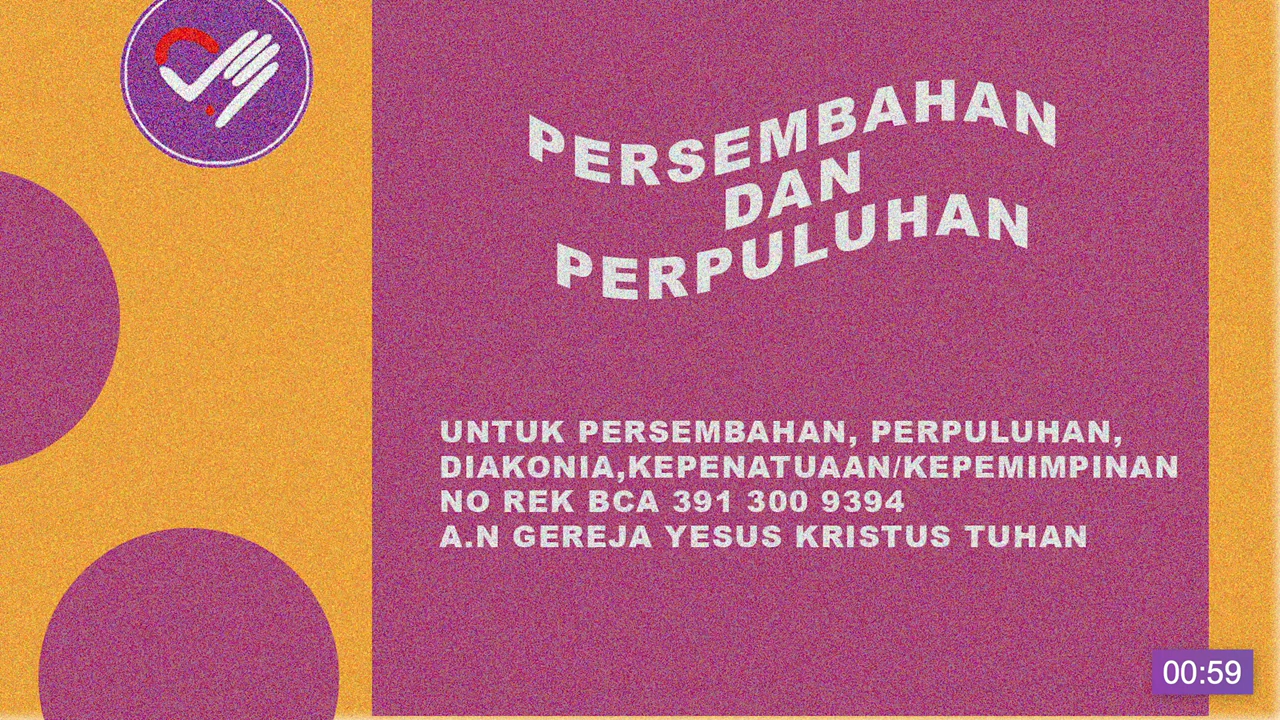 PERSEMBAHAN
DAN
PERPULUHAN
UNTUK PERSEMBAHAN, PERPULUHAN,
DIAKONIA,KEPENATUAAN/KEPEMIMPINAN
NO REK BCA 391 300 9394
A.N GEREJA YESUS KRISTUS TUHAN
00:59